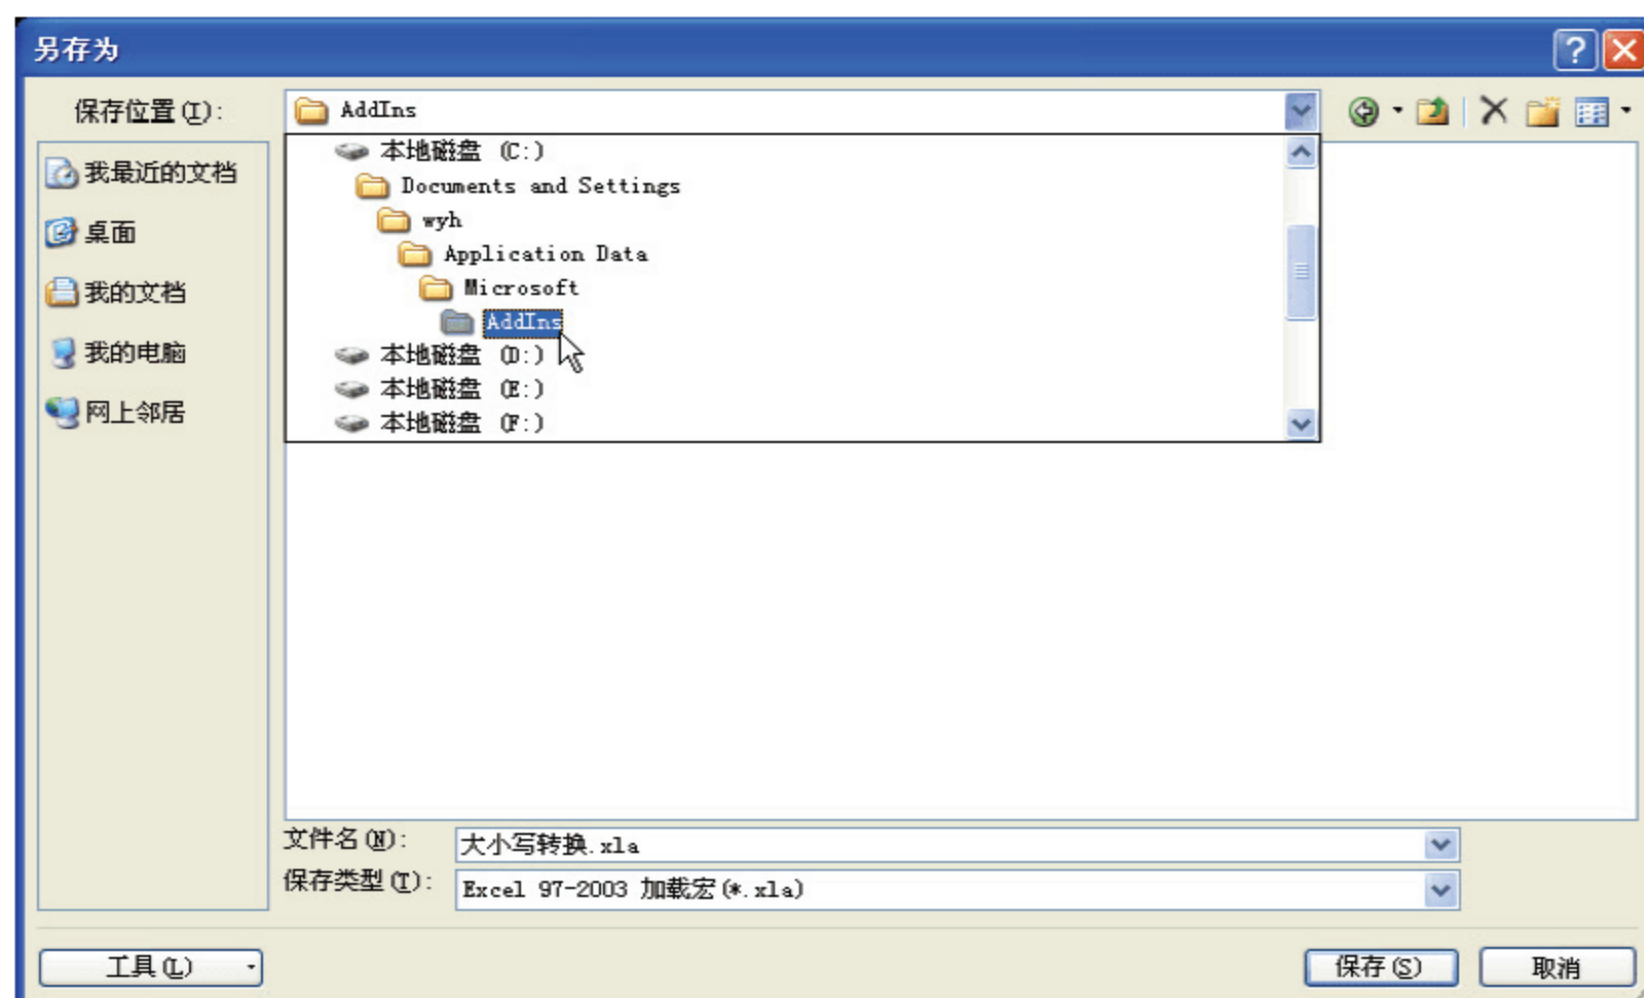 另存为
保存位置(I):
AddIns
我最近的文档
桌面
我的文档
我的电脑
网上邻居
本地磁盘 (C:)
Documents and Settings
wyh
Application Data
Microsoft
AddIns
本地磁盘 (D:)
本地磁盘 (E:)
本地磁盘 (F:)
文件名(N):
大小写转换.xla
保存类型(T):
Excel 97-2003 加载宏(*.xla)
工具(L)
保存(S)
取消